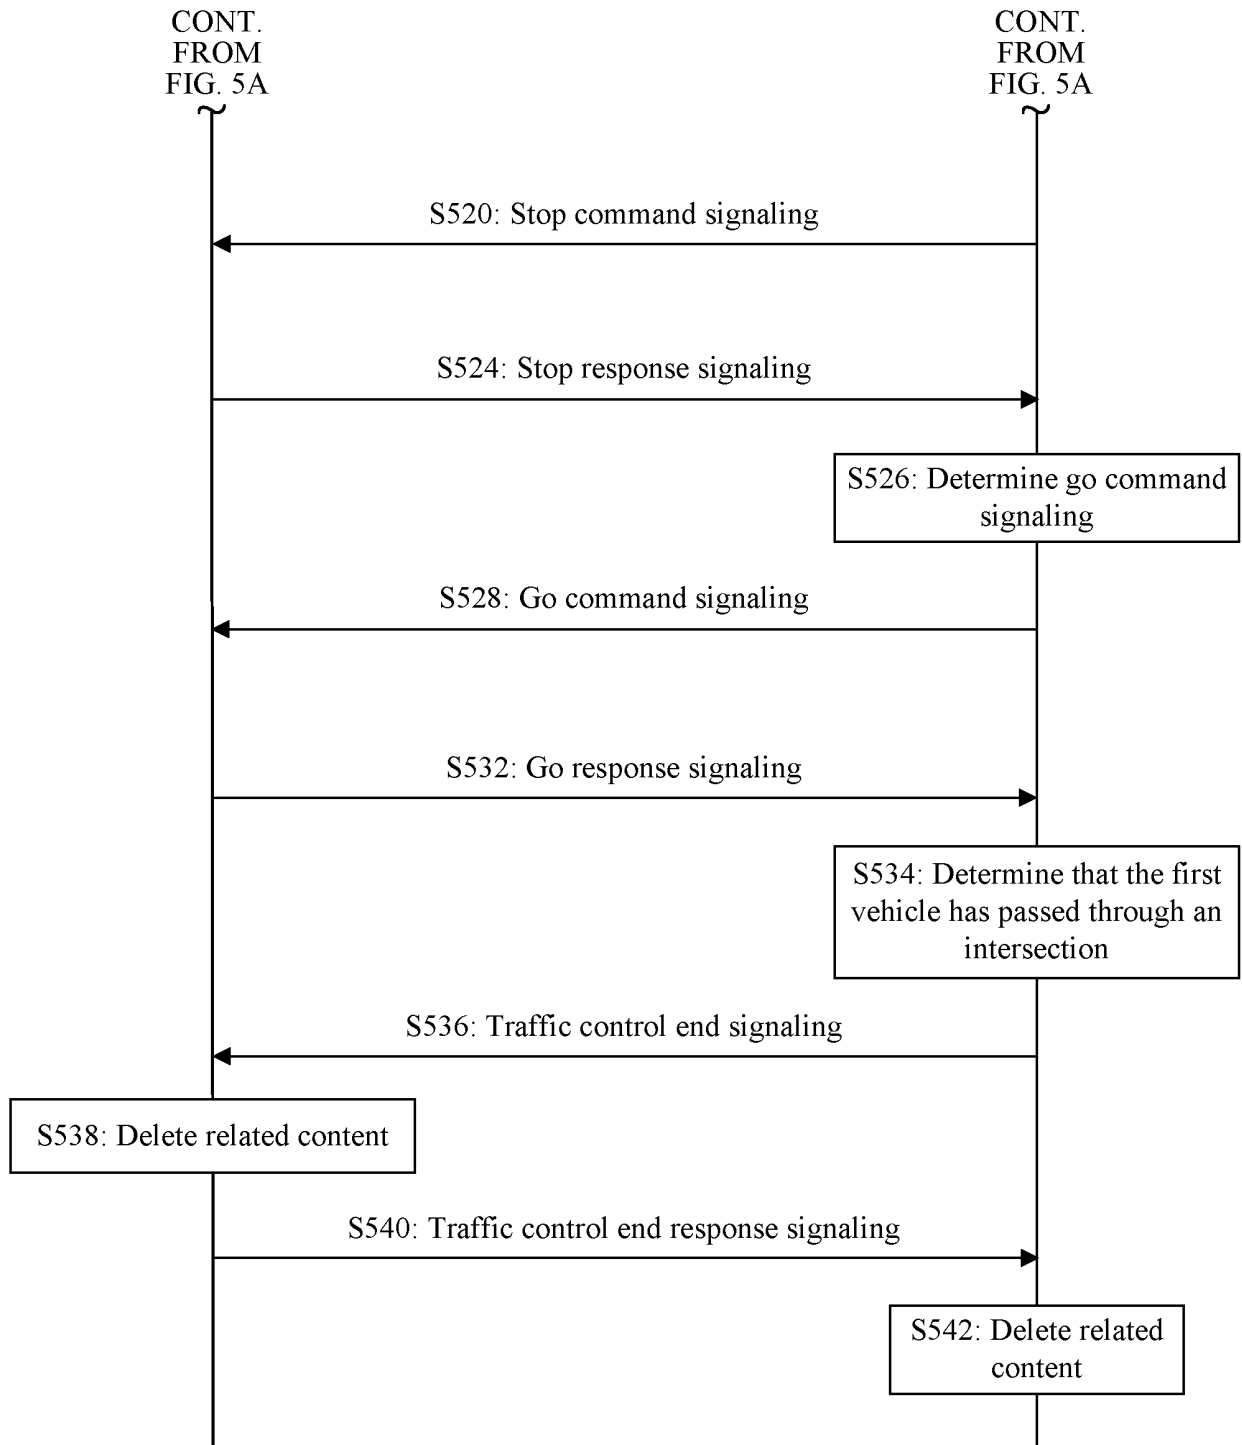 CONT.
FROM
FIG. 5A
CONT.
FROM
FIG. 5A
S520: Stop command signaling
S524: Stop response signaling
S526: Determine go command
signaling
S528: Go command signaling
S532: Go response signaling
S534: Determine that the first
vehicle has passed through an
intersection
S536: Traffic control end signaling
S538: Delete related content
S540: Traffic control end response signaling
S542: Delete related
content